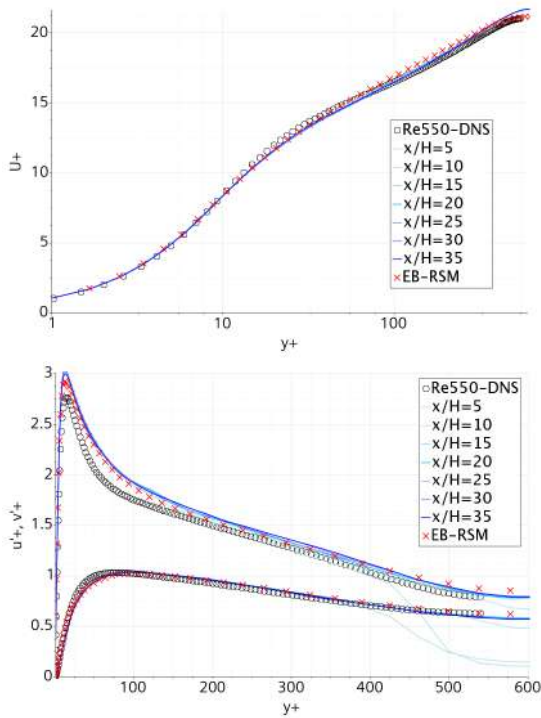 20
15
10
5
0
U+
1
10
100
y+
Re550-DNS
x/H=5
x/H=10
x/H=15
x/H=20
x/H=25
x/H=30
x/H=35
EB-RSM
3
2.5
2
1.5
1
0.5
0
u'+, v'+
100
200
300
400
500
600
y+
Re550-DNS
x/H=5
x/H=10
x/H=15
x/H=20
x/H=25
x/H=30
x/H=35
EB-RSM